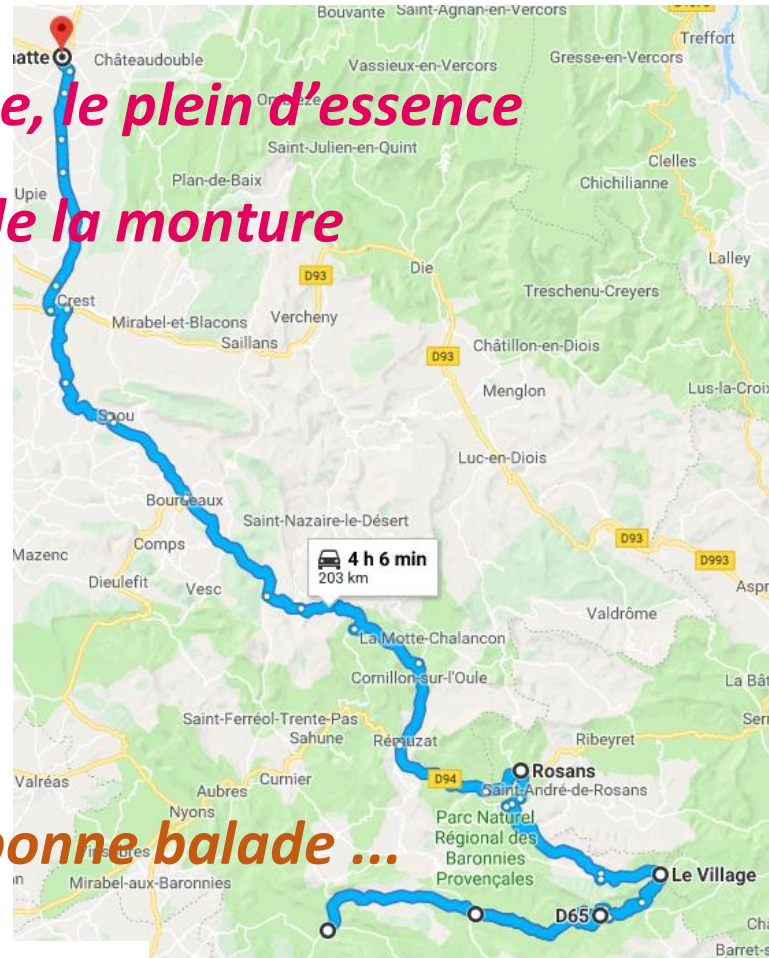 Bouvante Saint-Agnan-en-Vercors
Treffort
Châteaudouble
Vassieux-en-Vercors
Gresse-en-Vercors
e, le plein d’essence
Omblèze
Saint-Julien-en-Quint
Clelles
Plan-de-Baix
Chichilianne
Upie
de la monture
Lalley
Die
D93
Treschenu-Creyers
Crest
Mirabel-et-Blacons
Vercheny
Saillans
D93
Châtillon-en-Diois
Menglon
Lus-la-Croix
Saou
Luc-en-Diois
Bourdeaux
Saint-Nazaire-le-Désert
D93
Mazenc
Comps
4 h 6 min
203 km
D993
Dieulefit
Vesc
Aspr
Valdrôme
La Motte-Chalancon
Cornillon-sur-l'Oule
La Bât
Saint-Ferréol-Trente-Pas
Sahune
Rémuzat
Ribeyret
Rosans
D94
Saint-André-de-Rosans
Valréas
Curnier
Aubres
Nyons
Parc Naturel
Régional des
Baronnies
Provençales
bonne balade ...
Mirabel-aux-Baronnies
Le Village
D65
Barret-s